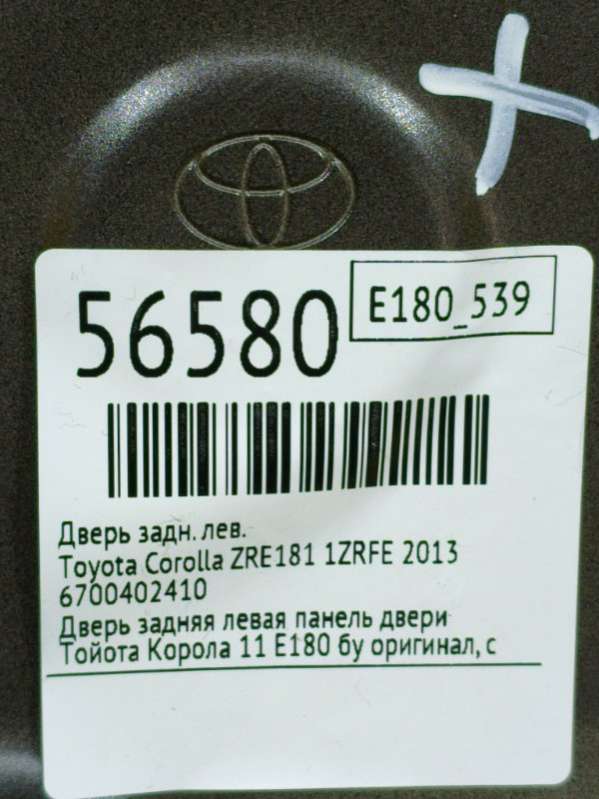 56580
E180_539
Дверь задн. лев.
Toyota Corolla ZRE181 1ZRFE 2013
6700402410
Дверь задняя левая панель двери
Тойота Корола 11 Е180 бу оригинал, с